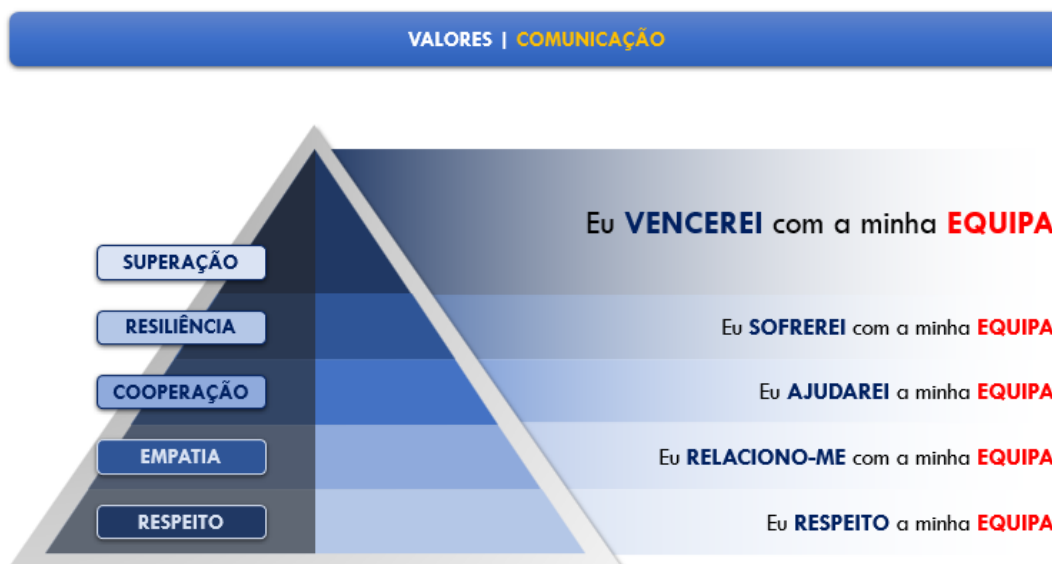 VALORES | COMUNICAÇÃO
Eu VENCEREI com a minha EQUIPA
SUPERAÇÃO
RESILIÊNCIA
Eu SOFREREI com a minha EQUIPA
COOPERAÇÃO
Eu AJUDAREI a minha EQUIPA
EMPATIA
Eu RELACIONO-ME com a minha EQUIPA
RESPEITO
Eu RESPEITO a minha EQUIPA